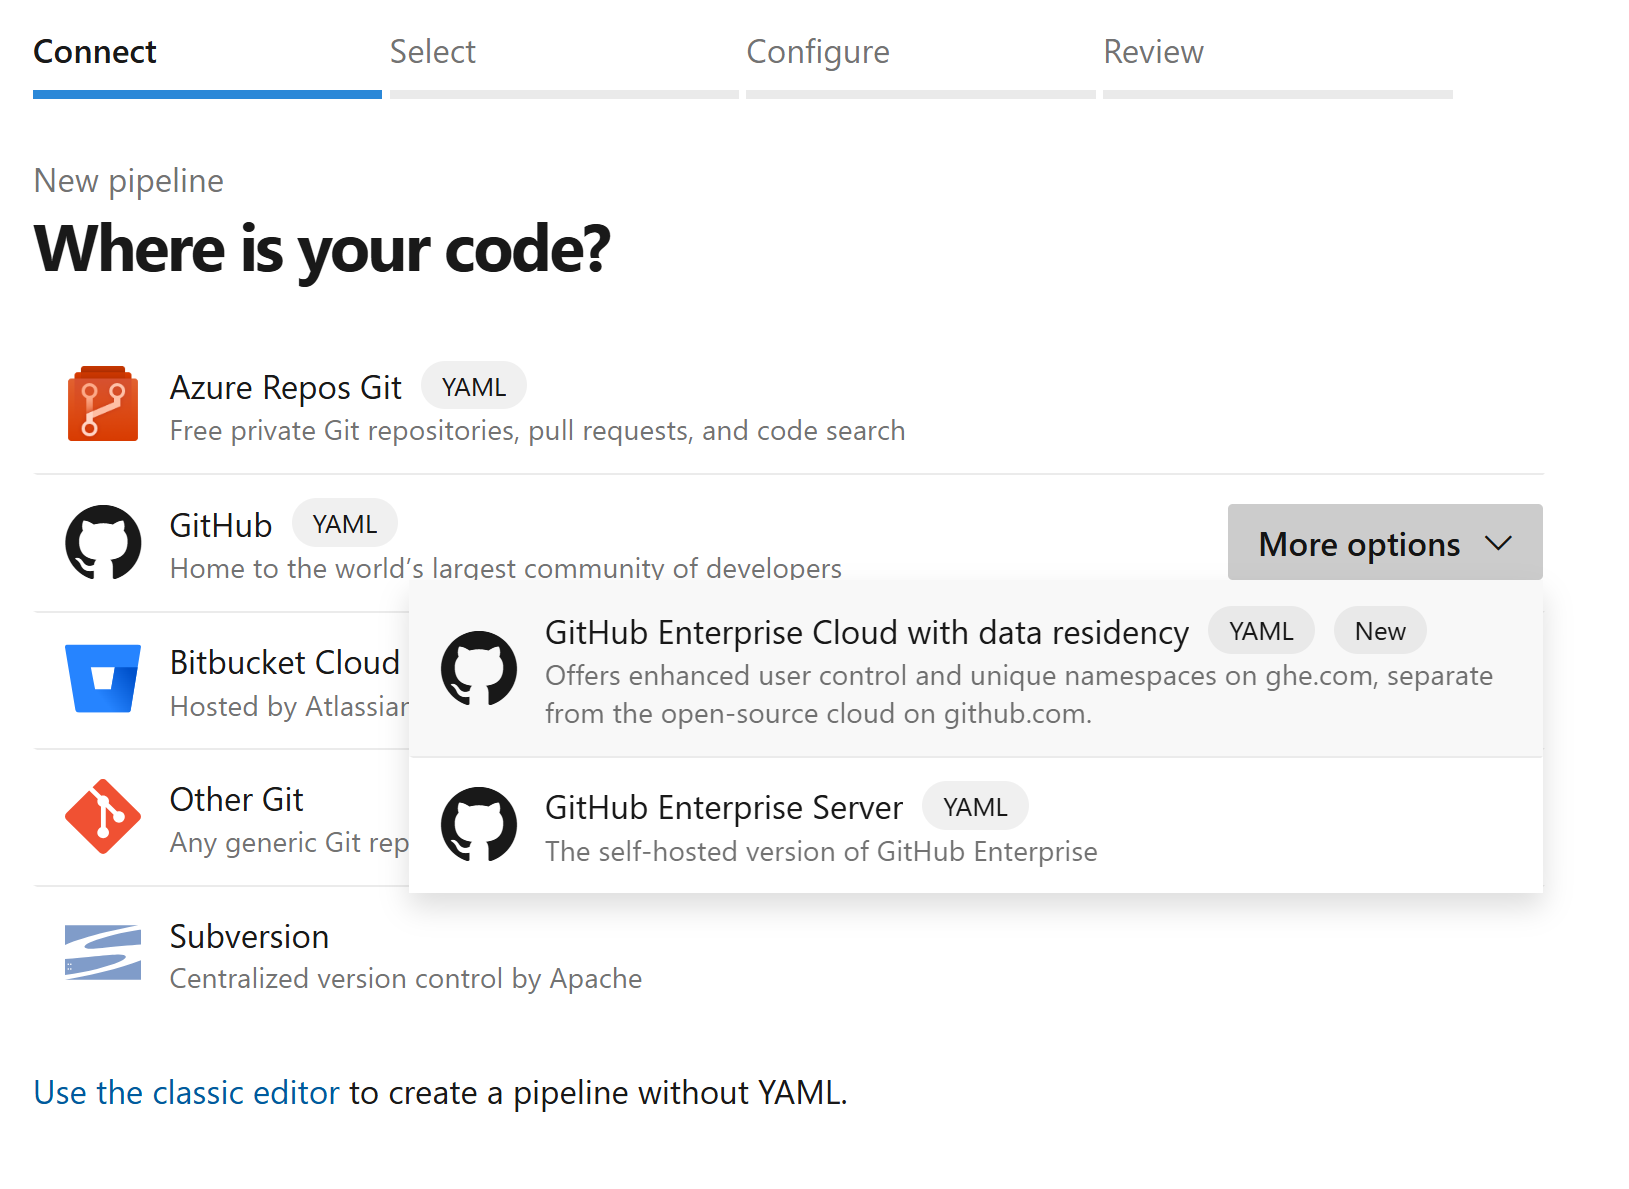 Connect
Select
Configure
Review
New pipeline
Where is your code?
Azure Repos Git YAML
Free private Git repositories, pull requests, and code search
GitHub YAML
Home to the world’s largest community of developers
More options
GitHub Enterprise Cloud with data residency YAML New
Offers enhanced user control and unique namespaces on ghe.com, separate
from the open-source cloud on github.com.
GitHub Enterprise Server YAML
The self-hosted version of GitHub Enterprise
Bitbucket Cloud
Hosted by
Other Git
Any generic Git
Subversion
Centralized version control by Apache
Use the classic editor to create a pipeline without YAML.